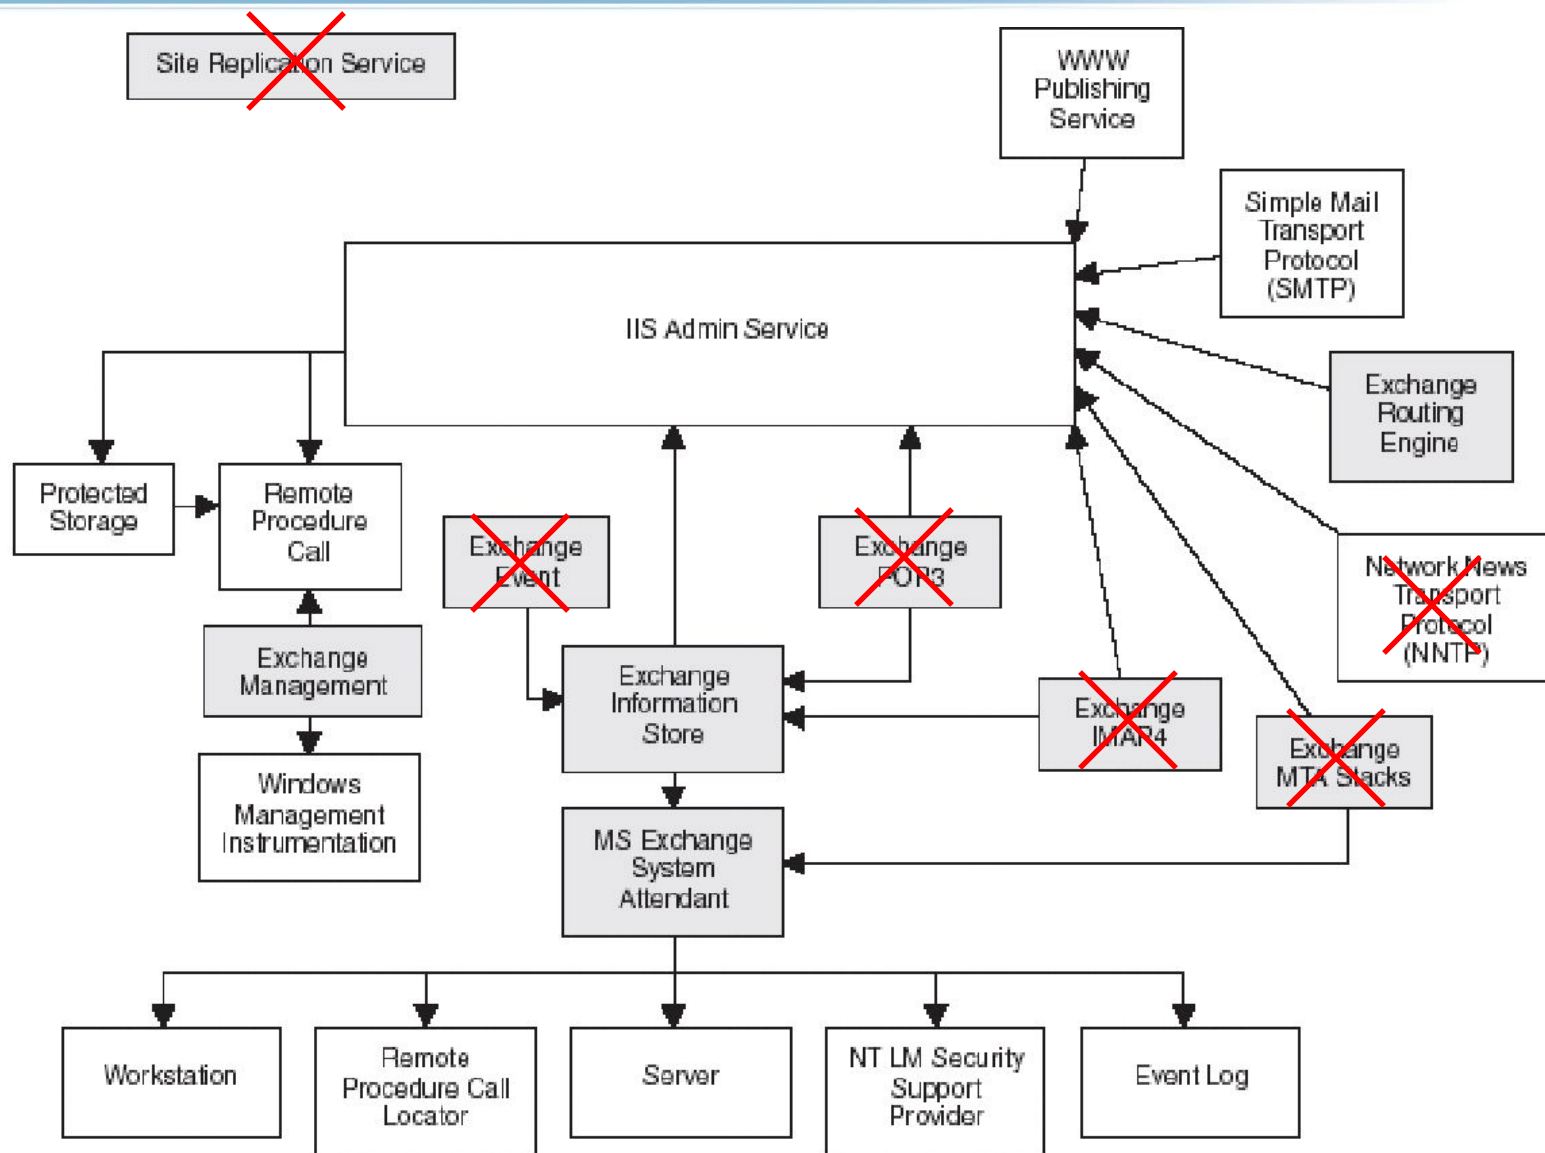 Site Replication Service
WWW
Publishing
Service
Simple Mail
Transport
Protocol
(SMTP)
IIS Admin Service
Exchange
Routing
Engine
Protected
Storage
Remote
Procedure
Call
Exchange
Event
Exchange
POP3
Network News
Transport
Protocol
(NNTP)
Exchange
Management
Exchange
Information
Store
Exchange
IMAP4
Exchange
MTA Stacks
Windows
Management
Instrumentation
MS Exchange
System
Attendant
Workstation
Remote
Procedure Call
Locator
Server
NT LM Security
Support
Provider
Event Log